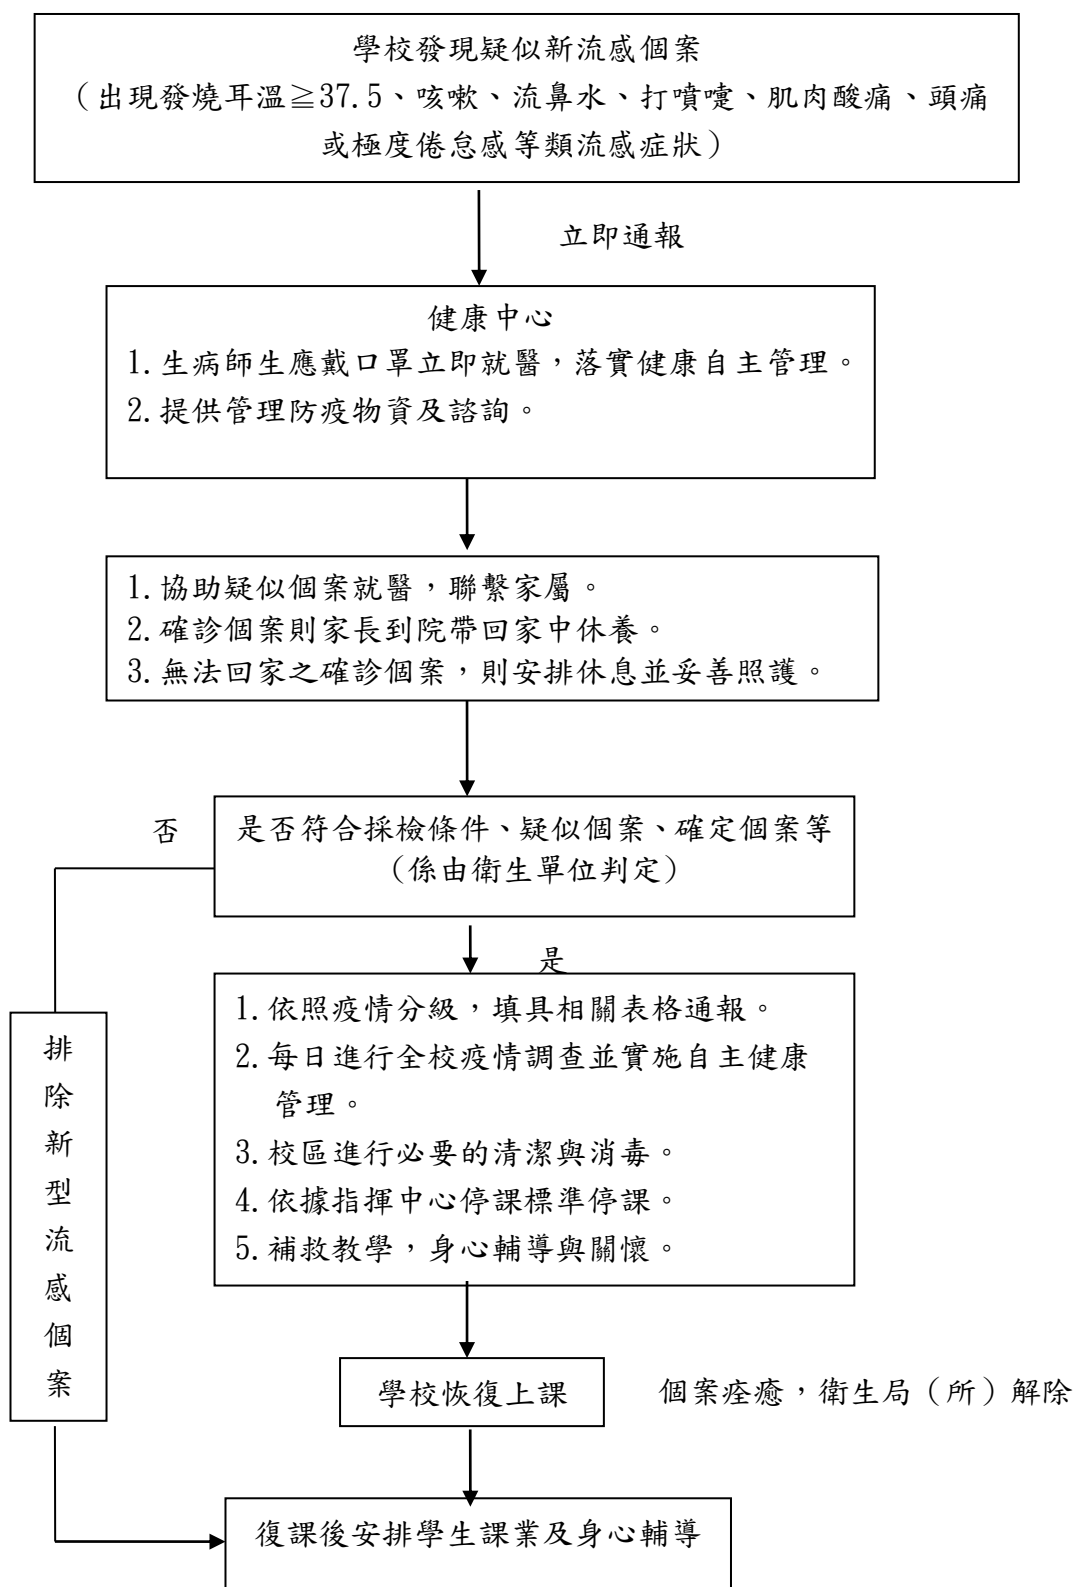 學校發現疑似新流感個案
（出現發燒耳溫≧37.5、咳嗽、流鼻水、打噴嚏、肌肉酸痛、頭痛
或極度倦怠感等類流感症狀）
立即通報
健康中心
1.生病師生應戴口罩立即就醫，落實健康自主管理。
2.提供管理防疫物資及諮詢。
1.協助疑似個案就醫，聯繫家屬。
2.確診個案則家長到院帶回家中休養。
3.無法回家之確診個案，則安排休息並妥善照護。
否
是否符合採檢條件、疑似個案、確定個案等
(係由衛生單位判定)
是
1.依照疫情分級，填具相關表格通報。
2.每日進行全校疫情調查並實施自主健康
管理。
3.校區進行必要的清潔與消毒。
4.依據指揮中心停課標準停課。
5.補救教學，身心輔導與關懷。
排
除
新
型
流
感
個
案
學校恢復上課
個案痊癒，衛生局（所）解除
復課後安排學生課業及身心輔導